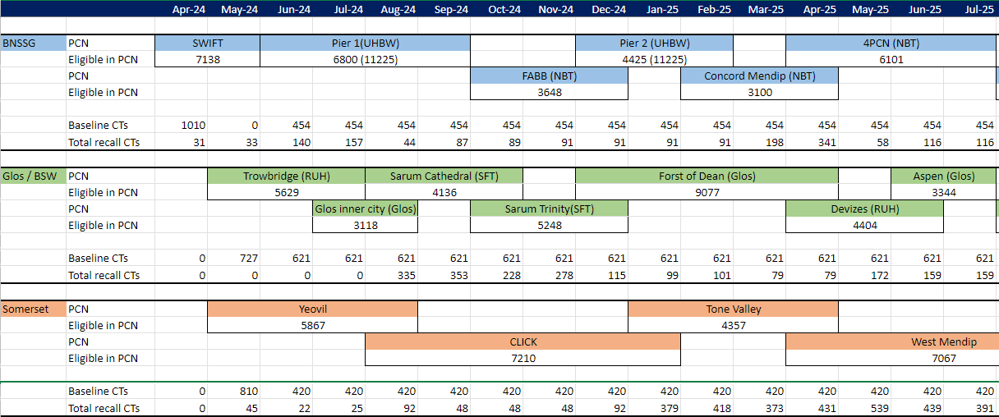 Apr-24 May-24 Jun-24 Jul-24 Aug-24 Sep-24 Oct-24 Nov-24 Dec-24 Jan-25 Feb-25 Mar-25 Apr-25 May-25 Jun-25 Jul-25
BNSSG PCN SWIFT Pier 1(UHBW) Pier 2 (UHBW) 4PCN (NBT)
Eligible in PCN 7138 6800 (11225) 4425 (11225) 6101
PCN FABB (NBT) Concord Mendip (NBT)
Eligible in PCN 3648 3100
Baseline CTs 1010 0 454 454 454 454 454 454 454 454 454 454 454 454 454 454
Total recall CTs 31 33 140 157 44 87 89 91 91 91 91 198 341 58 116 116
Glos / BSW PCN Trowbridge (RUH) Sarum Cathedral (SFT) Forst of Dean (Glos) Aspen (Glos)
Eligible in PCN 5629 4136 9077 3344
PCN Glos inner city (Glos) Sarum Trinity(SFT) Devizes (RUH)
Eligible in PCN 3118 5248 4404
Baseline CTs 0 727 621 621 621 621 621 621 621 621 621 621 621 621 621 621
Total recall CTs 0 0 0 0 335 353 228 278 115 99 101 79 79 172 159 159
Somerset PCN Yeovil Tone Valley
Eligible in PCN 5867 4357
PCN CLICK West Mendip
Eligible in PCN 7210 7067
Baseline CTs 0 810 420 420 420 420 420 420 420 420 420 420 420 420 420 420
Total recall CTs 0 45 22 25 92 48 48 48 92 379 418 373 431 539 439 391